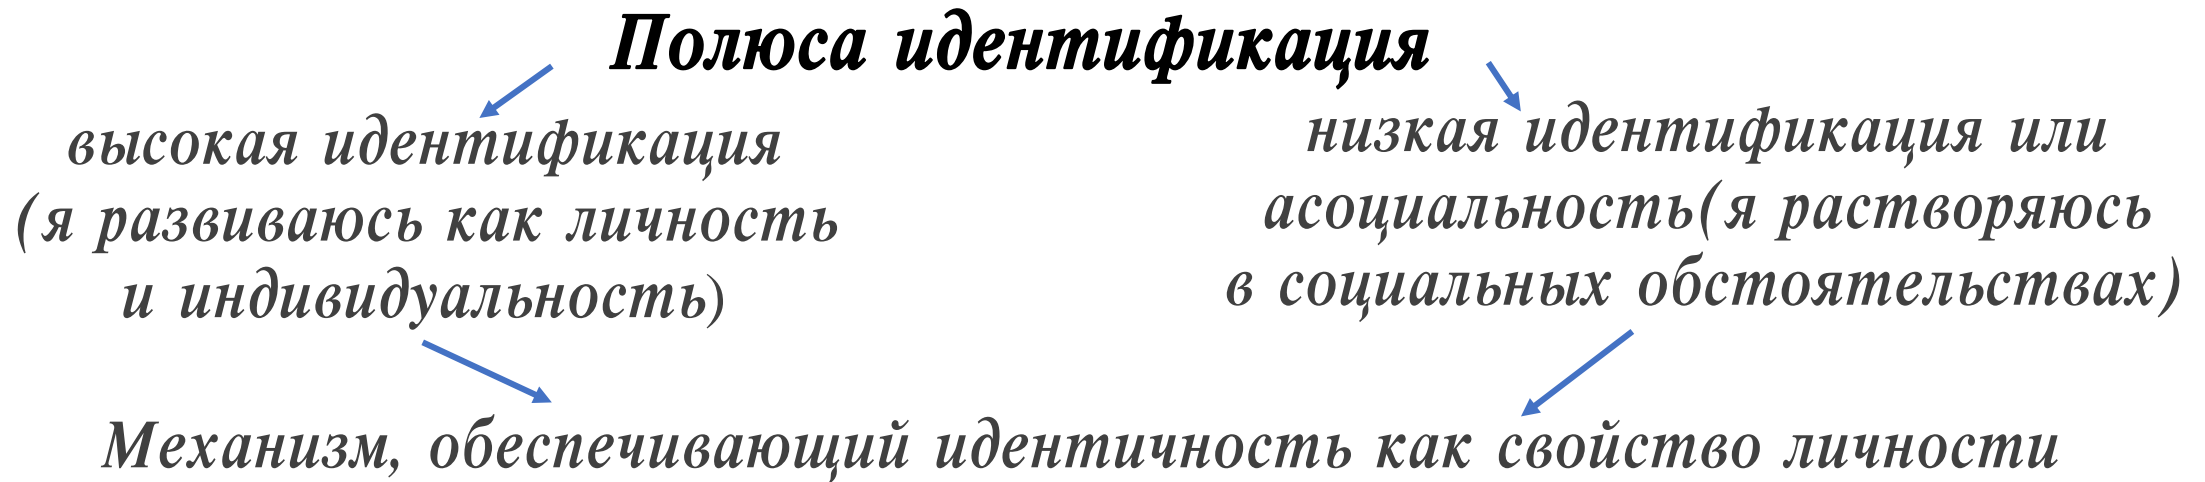 Полюса идентификация
высокая идентификация
(я развиваюсь как личность
и индивидуальность)
низкая идентификация или
асоциальность(я растворяюсь
в социальных обстоятельствах)
Механизм, обеспечивающий идентичность как свойство личности